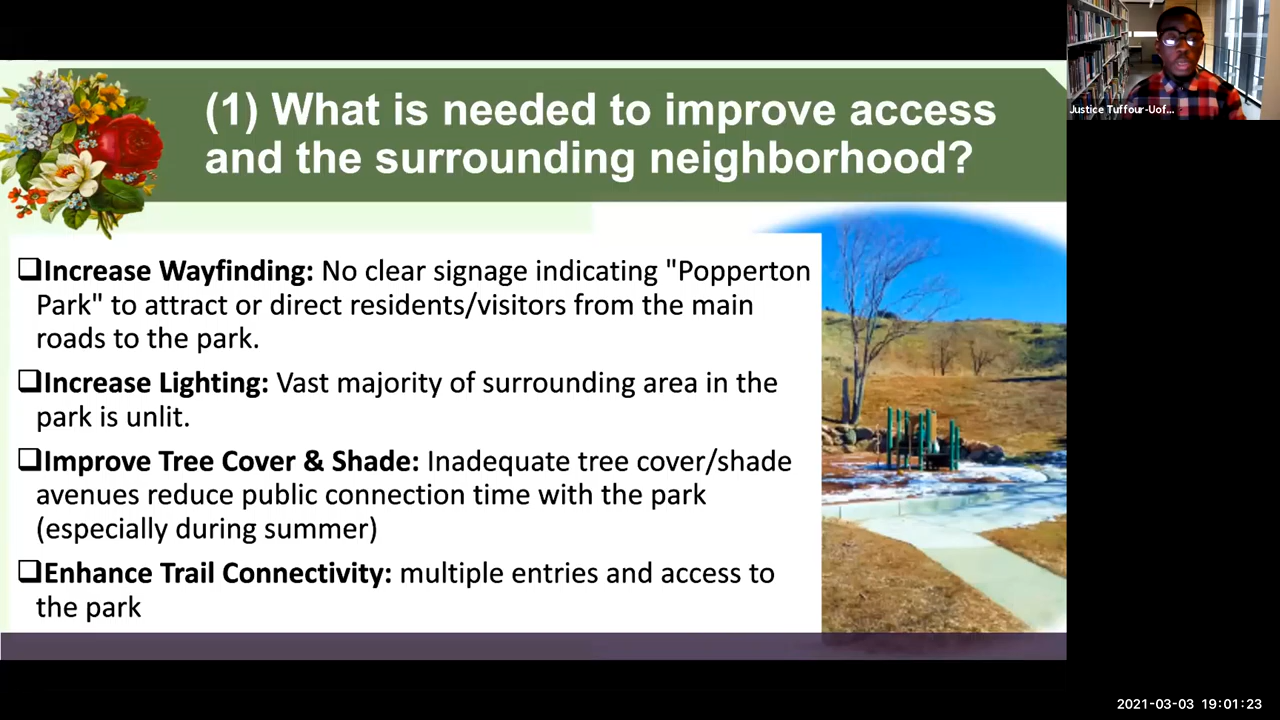 (1) What is needed to improve access
and the surrounding neighborhood?
Justice Tuffour-Uof...
❑Increase Wayfinding: No clear signage indicating "Popperton
Park" to attract or direct residents/visitors from the main
roads to the park.
❑Increase Lighting: Vast majority of surrounding area in the
park is unlit.
❑Improve Tree Cover & Shade: Inadequate tree cover/shade
avenues reduce public connection time with the park
(especially during summer)
❑Enhance Trail Connectivity: multiple entries and access to
the park
2021-03-03 19:01:23